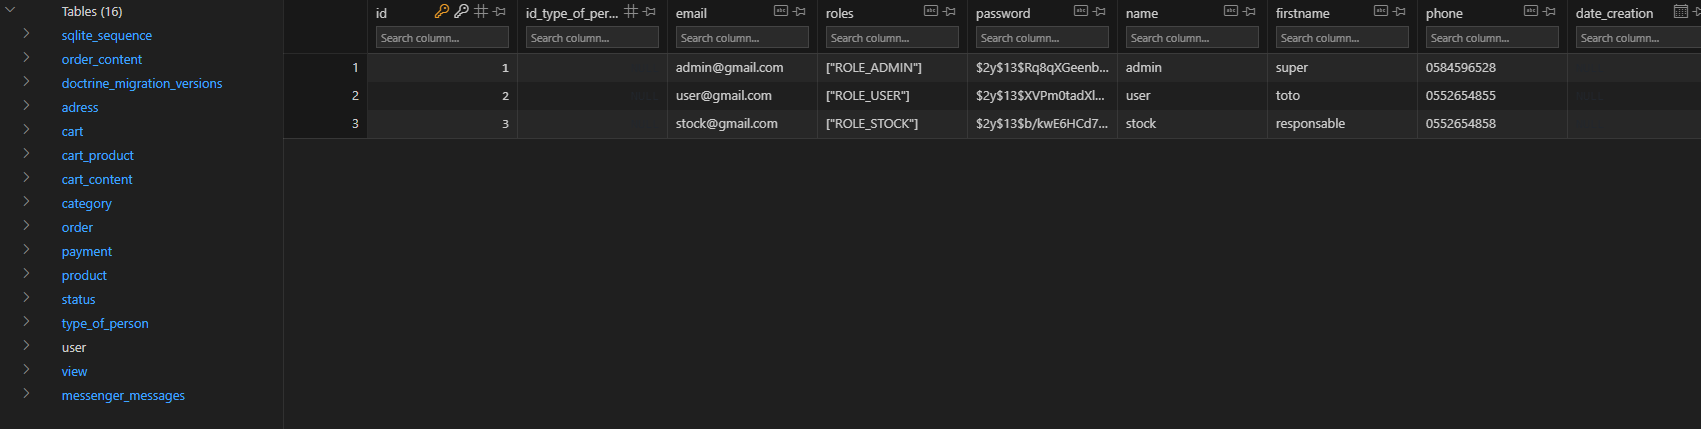 Tables (16)
sqlite_sequence
order_content
doctrine_migration_versions
adress
cart
cart_product
cart_content
category
order
payment
product
status
type_of_person
user
view
messenger_messages
id id_type_of_per... email roles password name firstname phone date_creation
Search column... Search column... Search column... Search column... Search column... Search column... Search column... Search column... Search column...
1 1 admin@gmail.com ["ROLE_ADMIN"] $2y$13$Rq8qXGeenb... admin super 0584596528
2 2 user@gmail.com ["ROLE_USER"] $2y$13$XVPm0tadXl... user toto 0552654855
3 3 stock@gmail.com ["ROLE_STOCK"] $2y$13$b/kwE6HCd7... stock responsable 0552654858